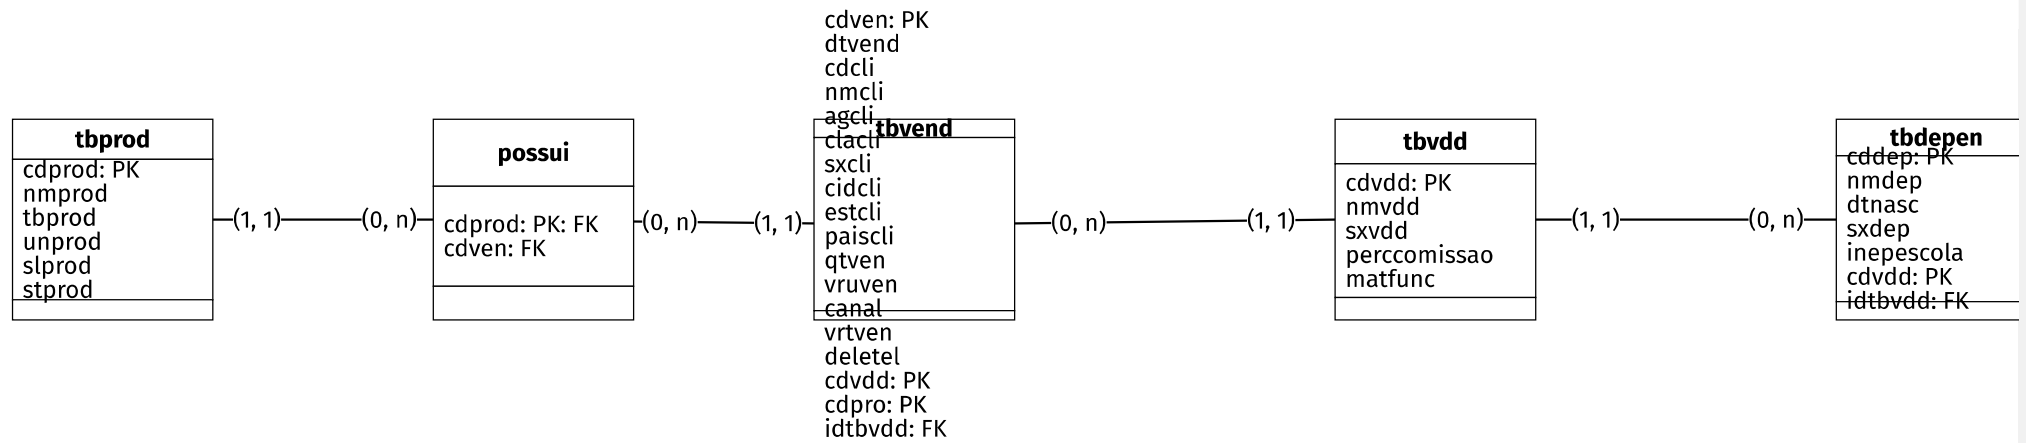 tbprod
cdprod: PK
nmprod
tbprod
unprod
slprod
stprod
(1, 1)
(0, n)
possui
cdprod: PK: FK
cdven: FK
(0, n)
(1, 1)
tbvend
cdven: PK
dtvend
cdcli
nmcli
agcli
clacli
sxcli
cidcli
estcli
paiscli
qtven
vruven
canal
vrtven
deletel
cdvdd: PK
cdpro: PK
idtbvdd: FK
(0, n)
(1, 1)
tbvdd
cdvdd: PK
nmvdd
sxvdd
perccomissao
matfunc
(1, 1)
(0, n)
tbdepen
cddep: PK
nmdep
dtnasc
sxdep
inepescola
cdvdd: PK
idtbvdd: FK